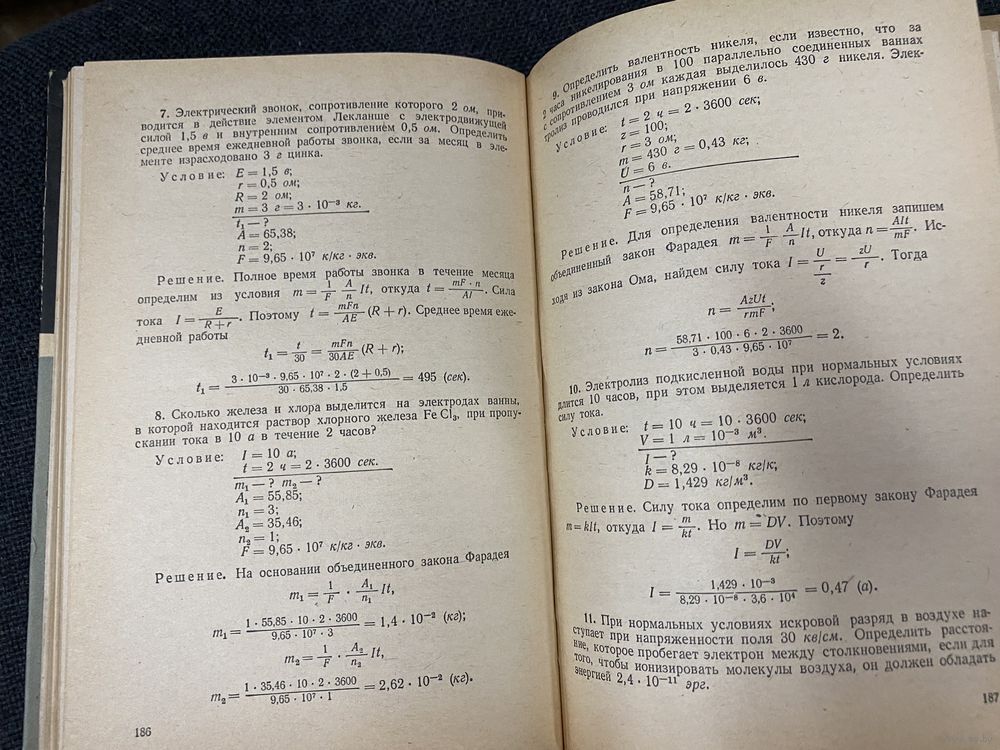 7. Электрический звонок, сопротивление которого 2 ом, при-
водится в действие элементом Лекланше с электродвижущей
силой 1,5 в и внутренним сопротивлением 0,5 ом. Определить
среднее время ежедневной работы звонка, если за месяц в эле-
менте израсходовано 3 г цинка.
Условие: E = 1,5 в;
r = 0,5 ом;
R = 2 ом;
m = 3 г = 3 · 10⁻³ кг.
t₁ — ?
A = 65,38;
n = 2;
F = 9,65 · 10⁷ к/кг · экв.
Решение. Полное время работы звонка в течение месяца
определим из условия m = 1/F A/n It, откуда t = mF · n/AI. Сила
тока I = E/R + r. Поэтому t = mFn/AE (R + r). Среднее время еже-
дневной работы
t₁ = t/30 = mFn/30AE (R + r);
t₁ = 3 · 10⁻³ · 9,65 · 10⁷ · 2 · (2 + 0,5)/30 · 65,38 · 1,5 = 495 (сек).
8. Сколько железа и хлора выделится на электродах ванны,
в которой находится раствор хлорного железа Fe Cl₃, при пропу-
скании тока в 10 а в течение 2 часов?
Условие: I = 10 а;
t = 2 ч = 2 · 3600 сек.
m₁ — ? m₂ — ?
A₁ = 55,85;
n₁ = 3;
A₂ = 35,46;
n₂ = 1;
F = 9,65 · 10⁷ к/кг · экв.
Решение. На основании объединенного закона Фарадея
m₁ = 1/F · A₁/n₁ It,
m₁ = 1 · 55,85 · 10 · 2 · 3600/9,65 · 10⁷ · 3 = 1,4 · 10⁻² (кг);
m₂ = 1/F · A₂/n₂ It,
m₂ = 1 · 35,46 · 10 · 2 · 3600/9,65 · 10⁷ · 1 = 2,62 · 10⁻² (кг).
186
9. Определить валентность никеля, если известно, что за
2 часа никелирования в 100 параллельно соединенных ваннах
с сопротивлением 3 ом каждая выделилось 430 г никеля. Элек-
тролиз проводился при напряжении 6 в.
Условие: t = 2 ч = 2 · 3600 сек;
z = 100;
r = 3 ом;
m = 430 г = 0,43 кг;
U = 6 в.
n — ?
A = 58,71;
F = 9,65 · 10⁷ к/кг · экв.
Решение. Для определения валентности никеля запишем
объединенный закон Фарадея m = 1/F A/n It, откуда n = AIt/mF. Ис-
ходя из закона Ома, найдем силу тока I = U/(r/z) = zU/r. Тогда
n = AzUt/rmF;
n = 58,71 · 100 · 6 · 2 · 3600/3 · 0,43 · 9,65 · 10⁷ = 2.
10. Электролиз подкисленной воды при нормальных условиях
длится 10 часов, при этом выделяется 1 л кислорода. Определить
силу тока.
Условие: t = 10 ч = 10 · 3600 сек;
V = 1 л = 10⁻³ м³.
I — ?
k = 8,29 · 10⁻⁸ кг/к;
D = 1,429 кг/м³.
Решение. Силу тока определим по первому закону Фарадея
m = kIt, откуда I = m/kt. Но m = DV. Поэтому
I = DV/kt;
I = 1,429 · 10⁻³/8,29 · 10⁻⁸ · 3,6 · 10⁴ = 0,47 (а).
11. При нормальных условиях искровой разряд в воздухе на-
ступает при напряженности поля 30 кв/см. Определить расстоя-
ние, которое пробегает электрон между столкновениями, если для
того, чтобы ионизировать молекулы воздуха, он должен обладать
энергией 2,4 · 10⁻¹¹ эрг.
187